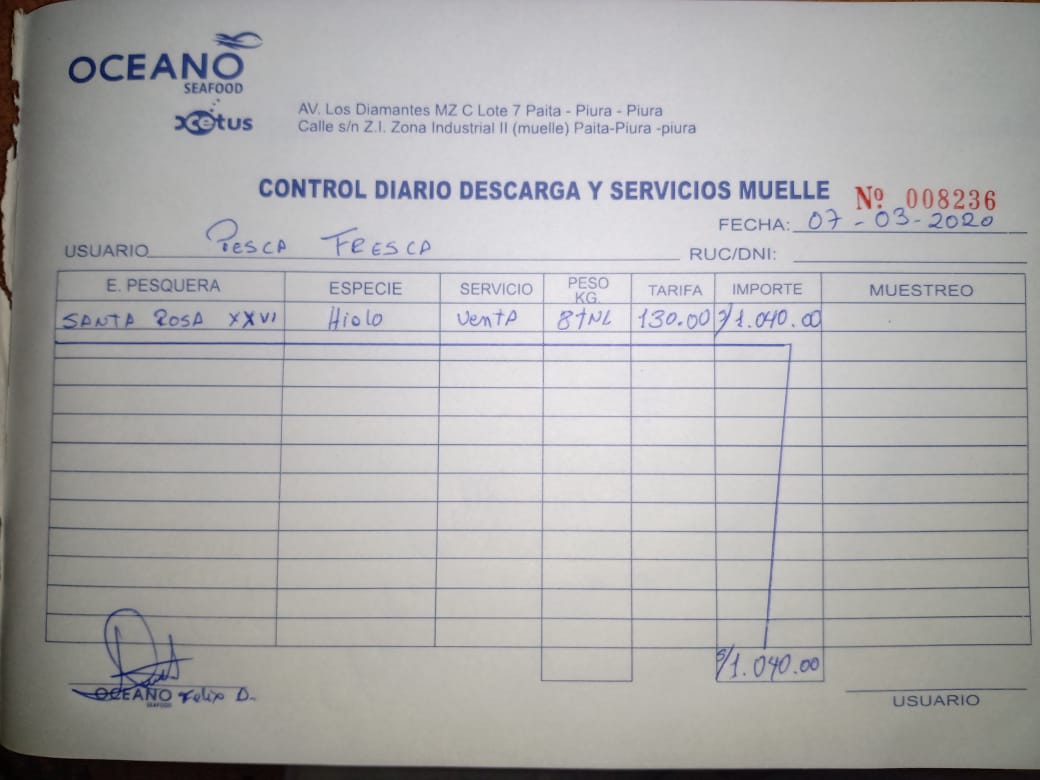 OCEANO
SEAFOOD
xcetus
AV. Los Diamantes MZ C Lote 7 Paita - Piura - Piura
Calle s/n Z.I. Zona Industrial II (muelle) Paita-Piura -piura
CONTROL DIARIO DESCARGA Y SERVICIOS MUELLE Nº 008236
FECHA: 07-03-2020
USUARIO Pesca Fresca RUC/DNI:
E. PESQUERA ESPECIE SERVICIO PESO KG. TARIFA IMPORTE MUESTREO
SANTA ROSA XXVI Hielo Venta 8TNL 130.00 S/1.040.00
S/1.040.00
OCEANO Felix D.
SEAFOOD
USUARIO